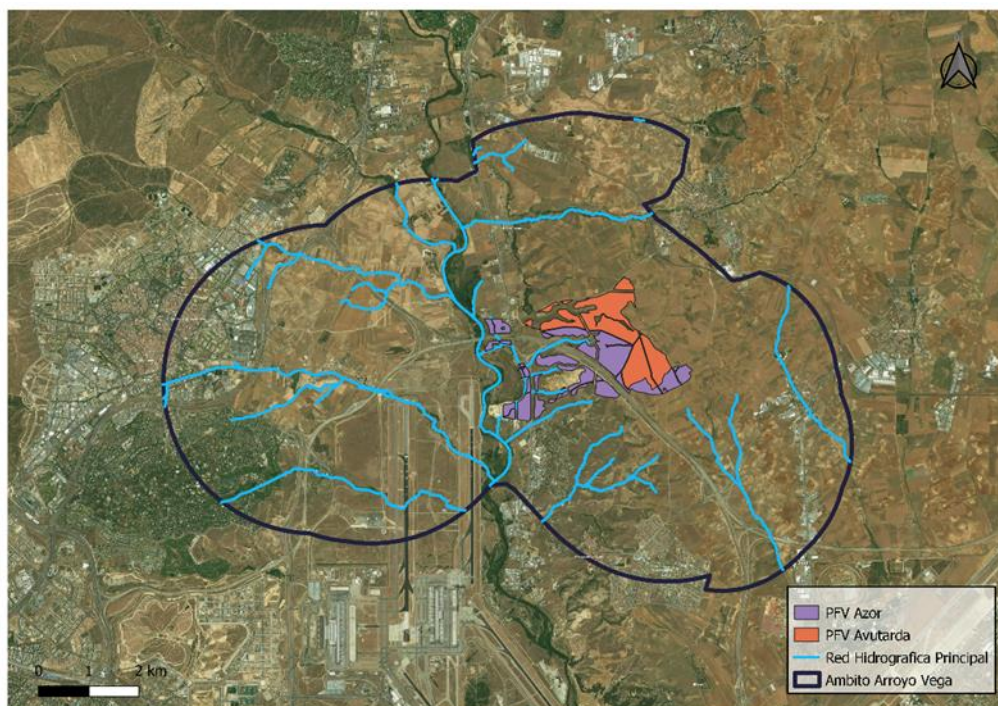 0 1 2 km
PFV Azor
PFV Avutarda
Red Hidrografica Principal
Ambito Arroyo Vega